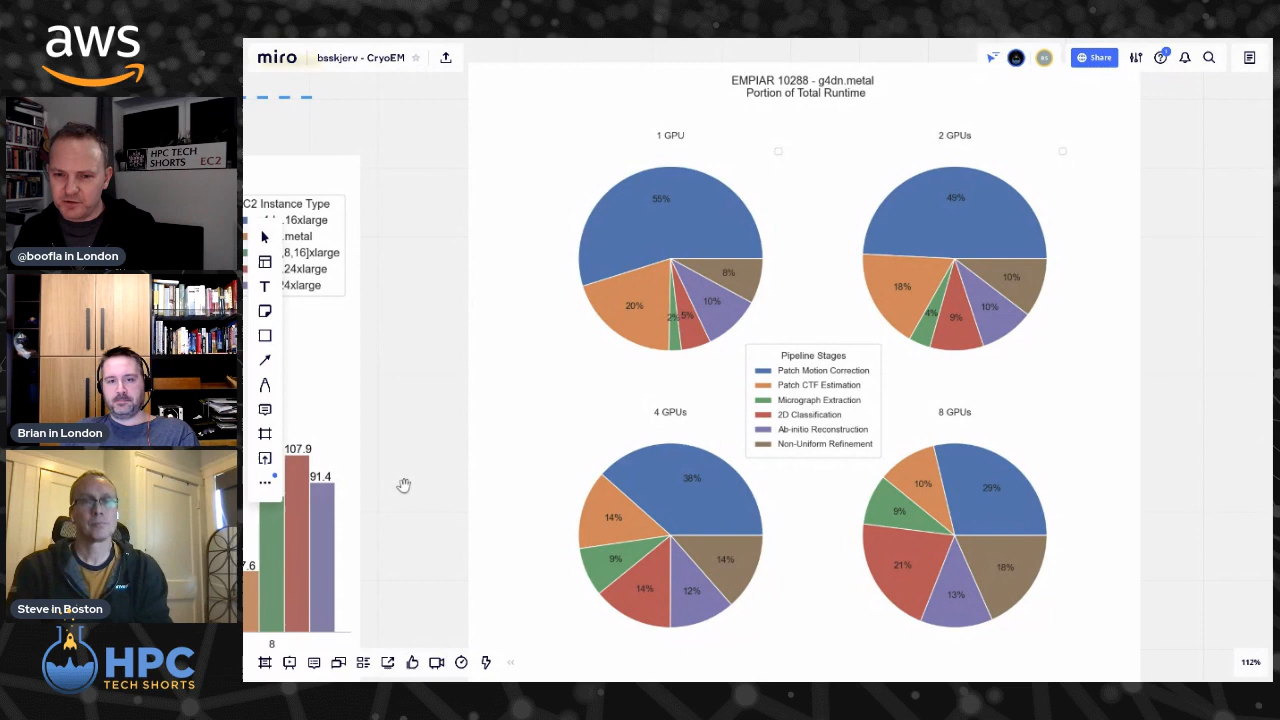 aws
HPC TECH
SHORTS EC2
@boofla in London
Brian in London
Steve in Boston
HPC
TECH SHORTS
miro
bsskjerv - CryoEM
Share
EMPIAR 10288 - g4dn.metal
Portion of Total Runtime
1 GPU
55%
20%
2%
5%
10%
8%
2 GPUs
49%
18%
4%
9%
10%
10%
Pipeline Stages
Patch Motion Correction
Patch CTF Estimation
Micrograph Extraction
2D Classification
Ab-initio Reconstruction
Non-Uniform Refinement
4 GPUs
38%
14%
9%
14%
12%
14%
8 GPUs
29%
10%
9%
21%
13%
18%
C2 Instance Type
.16xlarge
.metal
,8,16]xlarge
.24xlarge
24xlarge
107.9
91.4
7.6
8
T
112%